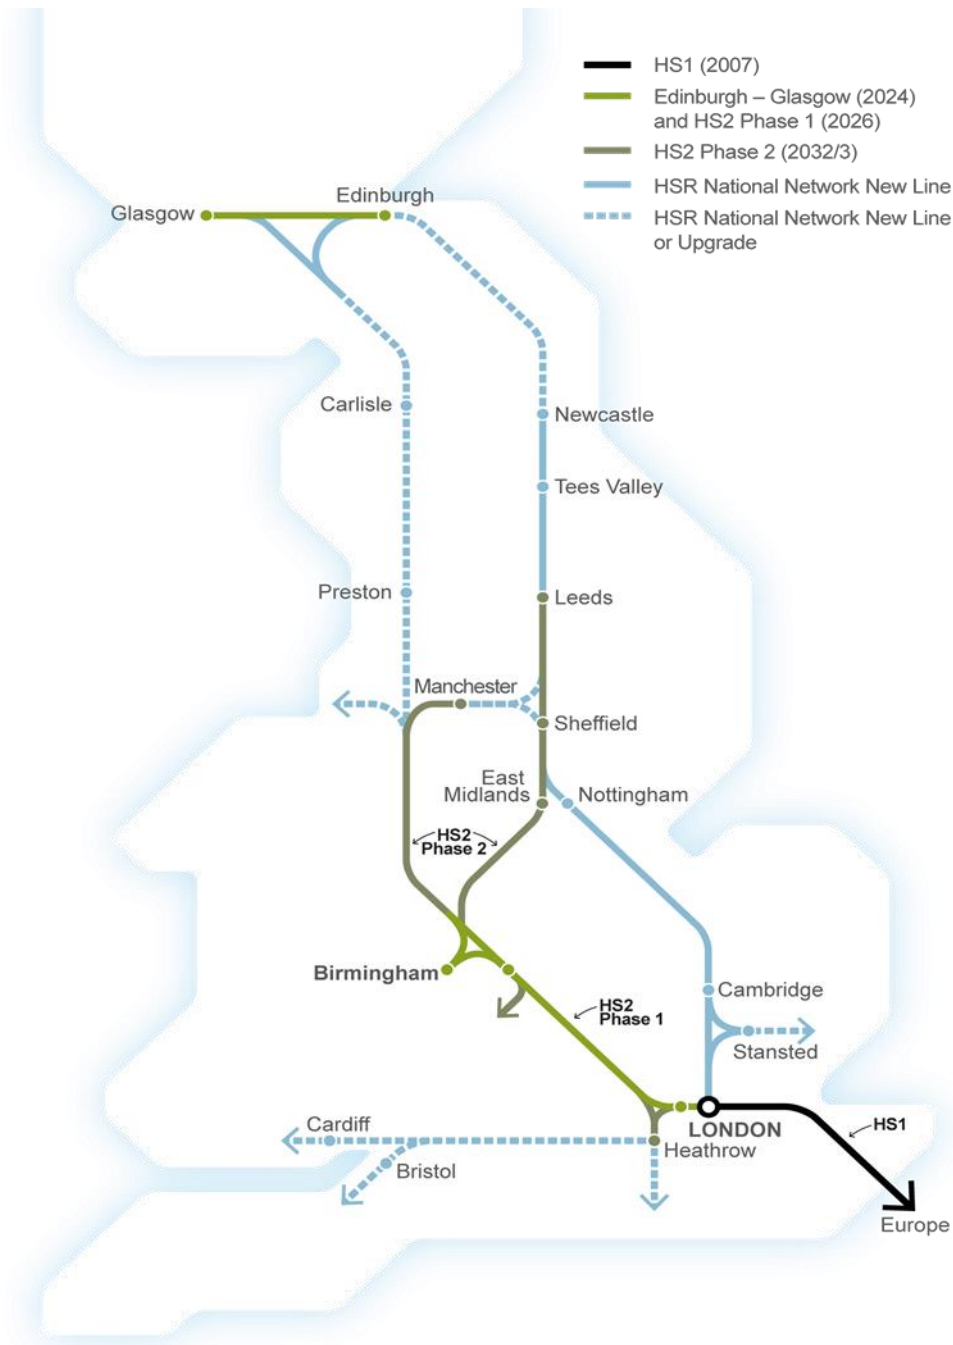 HS1 (2007)
Edinburgh – Glasgow (2024)
and HS2 Phase 1 (2026)
HS2 Phase 2 (2032/3)
HSR National Network New Line
HSR National Network New Line
or Upgrade
Edinburgh
Glasgow
Carlisle
Newcastle
Tees Valley
Preston
Leeds
Manchester
Sheffield
East
Midlands
Nottingham
HS2
Phase 2
Birmingham
Cambridge
HS2
Phase 1
Stansted
Cardiff
LONDON
HS1
Heathrow
Bristol
Europe